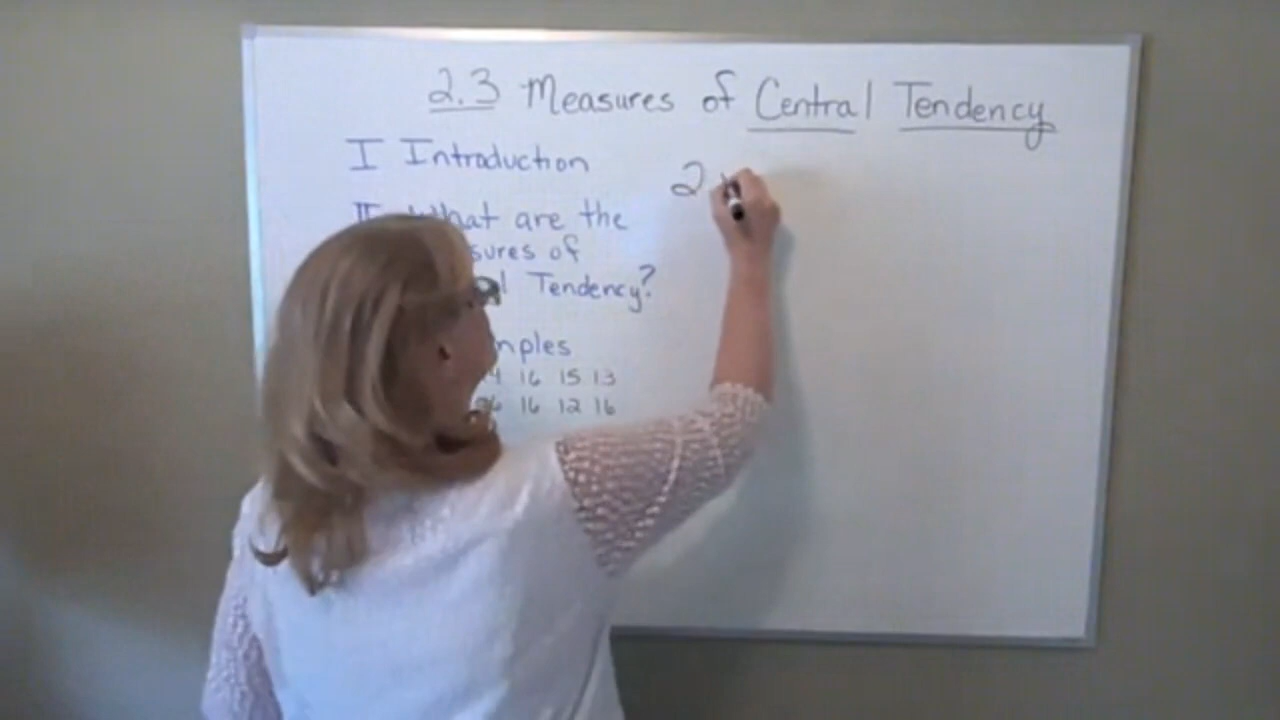 2.3 Measures of Central Tendency
I Introduction
II What are the
sures of
l Tendency?
mples
4 16 15 13
16 12 16
2